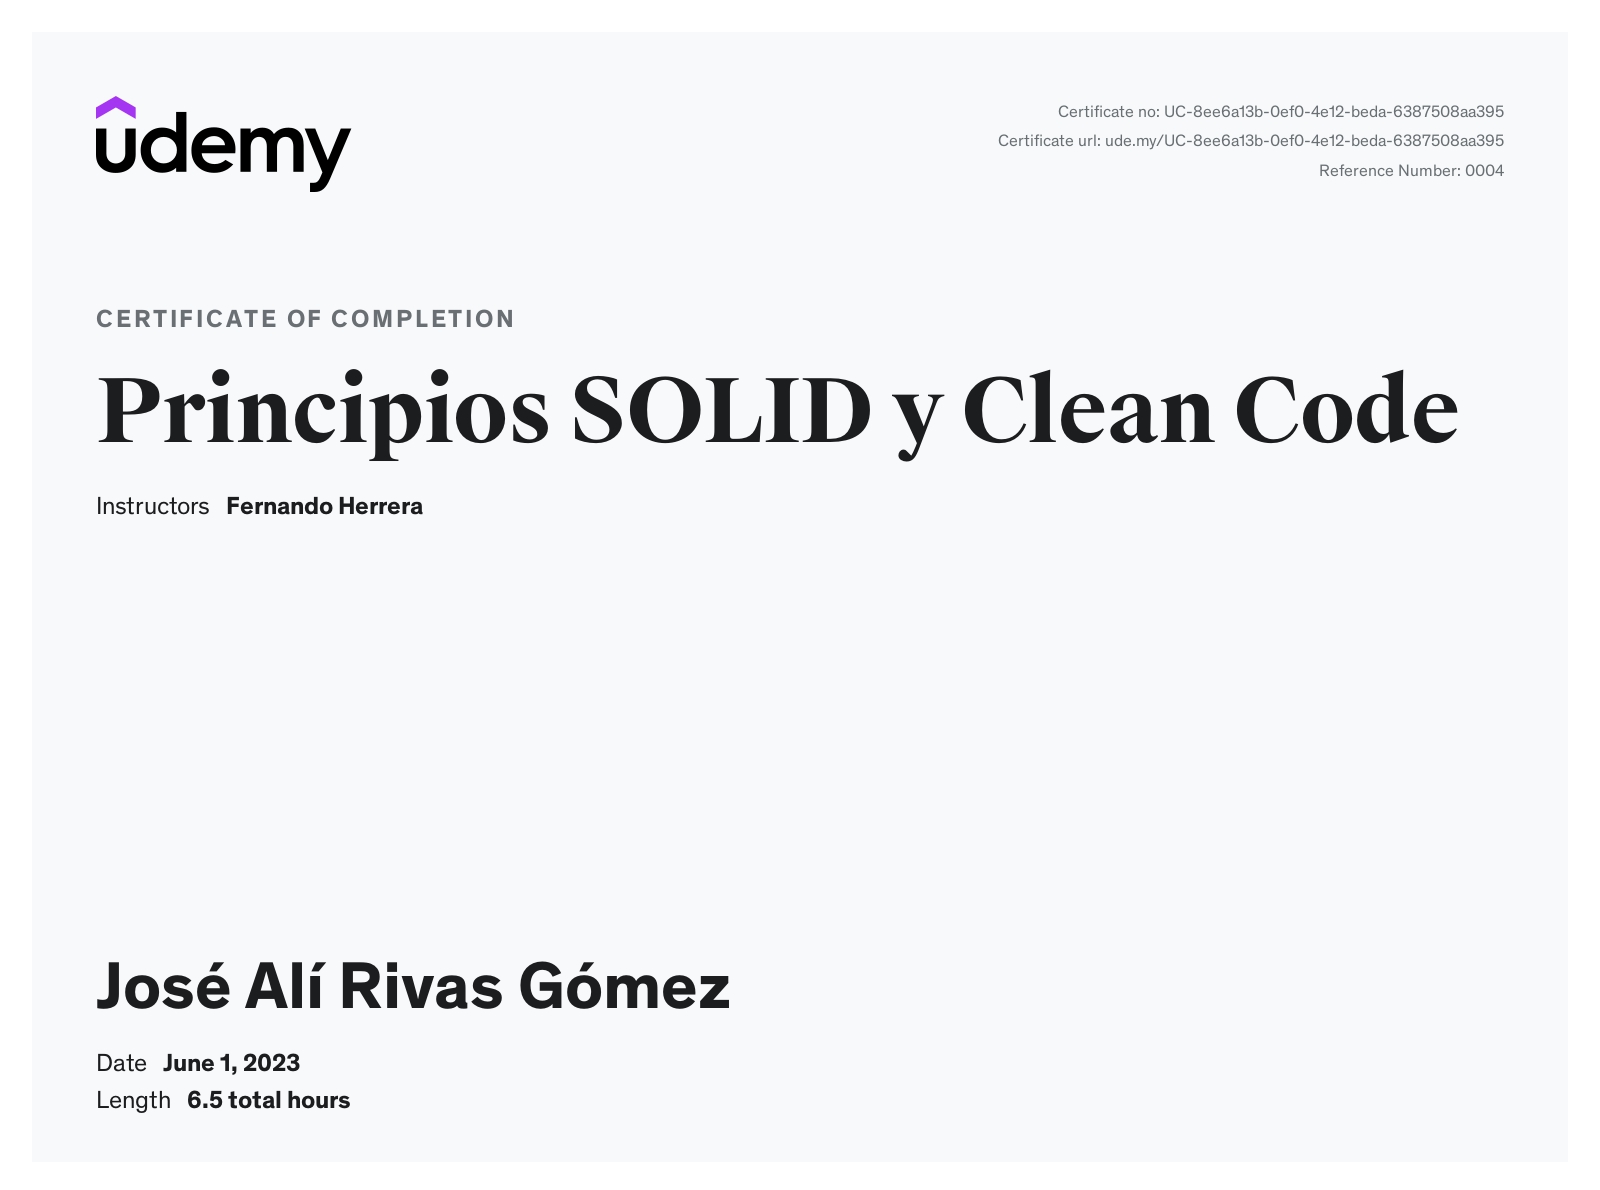 udemy
Certificate no: UC-8ee6a13b-0ef0-4e12-beda-6387508aa395
Certificate url: ude.my/UC-8ee6a13b-0ef0-4e12-beda-6387508aa395
Reference Number: 0004
CERTIFICATE OF COMPLETION
Principios SOLID y Clean Code
Instructors Fernando Herrera
José Alí Rivas Gómez
Date June 1, 2023
Length 6.5 total hours